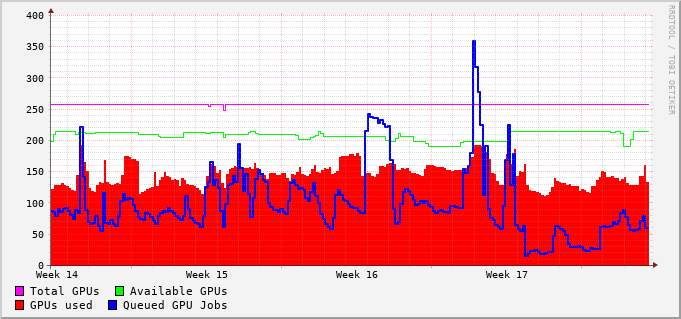 400
350
300
250
200
150
100
50
0
Week 14 Week 15 Week 16 Week 17
Total GPUs Available GPUs
GPUs used Queued GPU Jobs
RRDTOOL / TOBI OETIKER